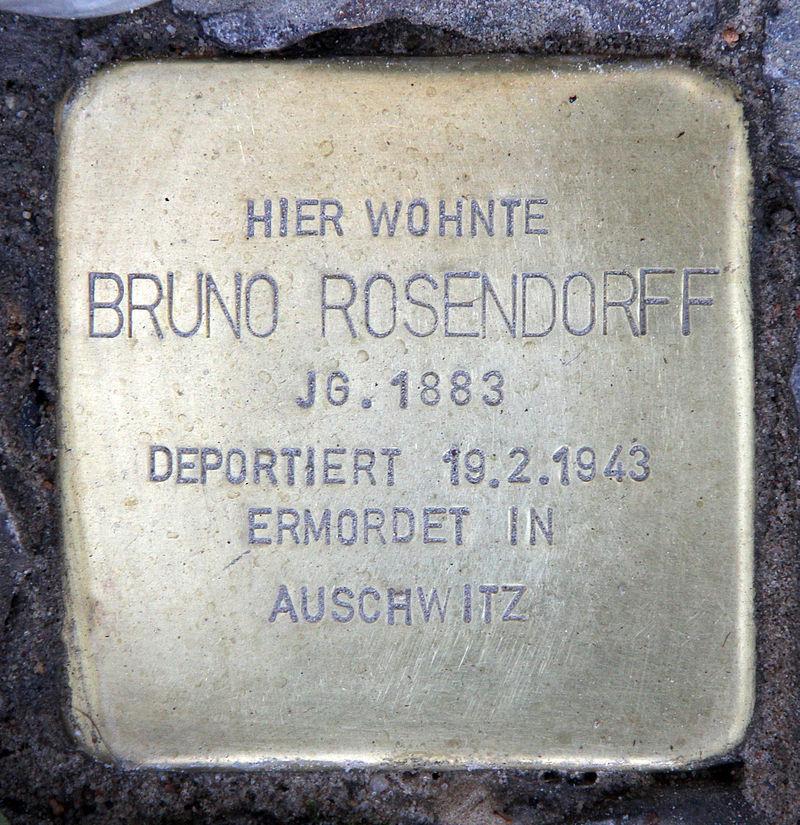 HIER WOHNTE
BRUNO ROSENDORFF
JG. 1883
DEPORTIERT 19.2.1943
ERMORDET IN
AUSCHWITZ